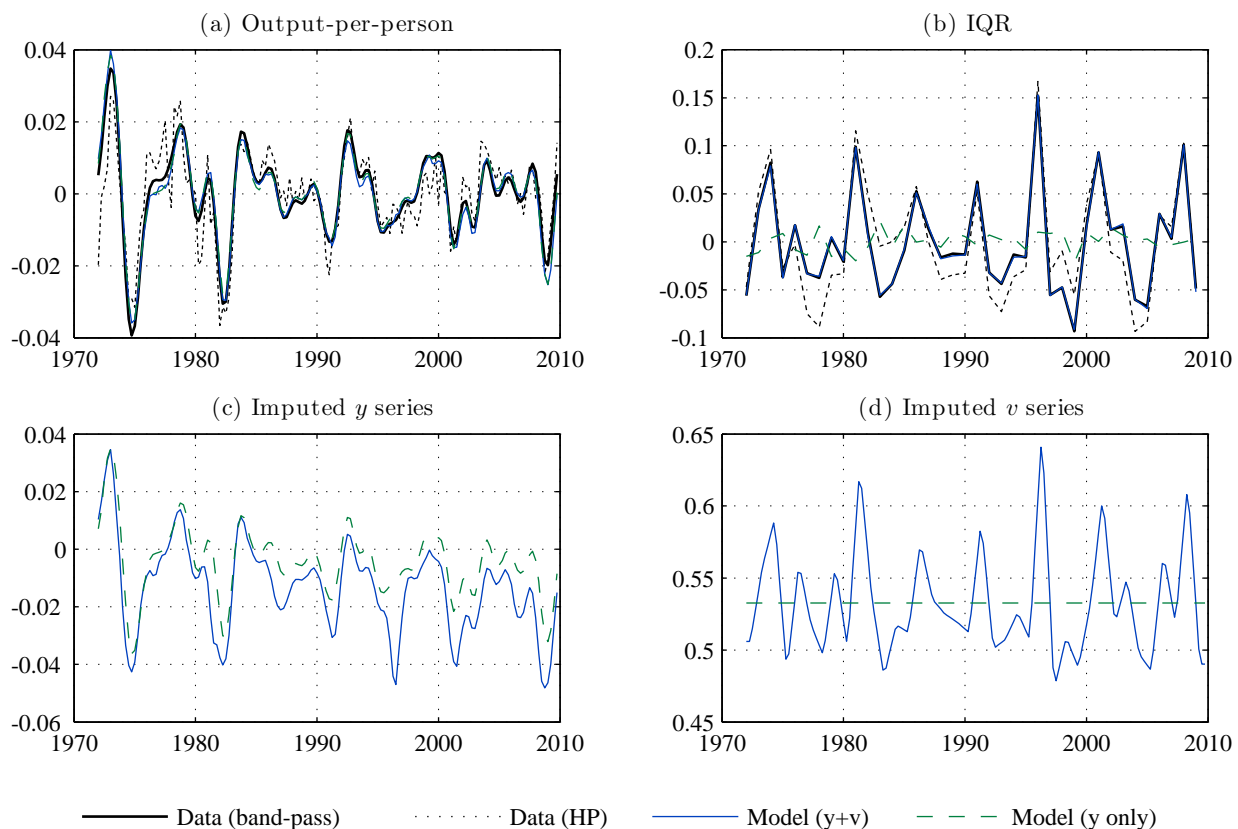 (a) Output-per-person
0.04
0.02
0
-0.02
-0.04
1970 1980 1990 2000 2010
(b) IQR
0.2
0.15
0.1
0.05
0
-0.05
-0.1
1970 1980 1990 2000 2010
(c) Imputed y series
0.04
0.02
0
-0.02
-0.04
-0.06
1970 1980 1990 2000 2010
(d) Imputed v series
0.65
0.6
0.55
0.5
0.45
1970 1980 1990 2000 2010
Data (band-pass) Data (HP) Model (y+v) Model (y only)